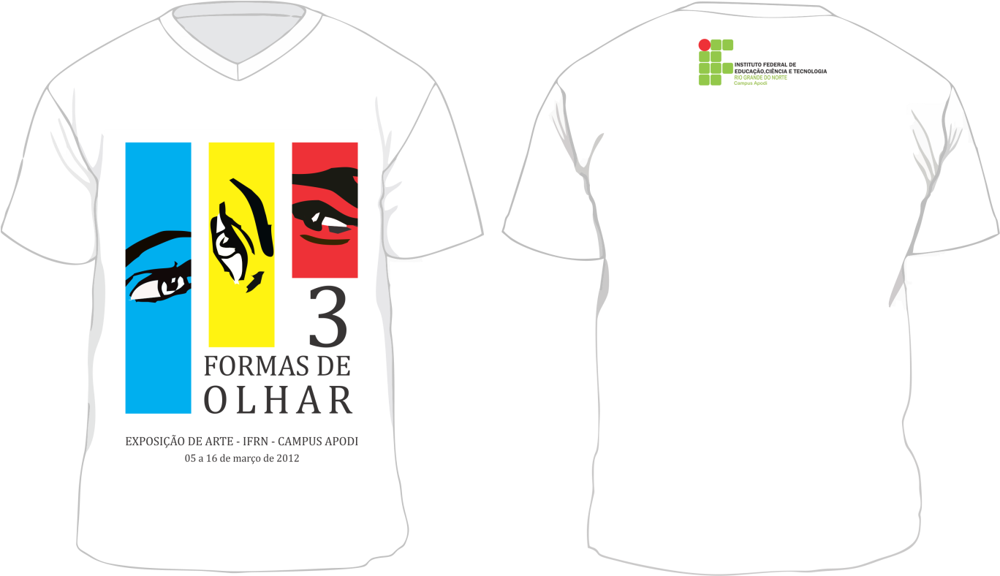 3
FORMAS DE
OLHAR
EXPOSIÇÃO DE ARTE - IFRN - CAMPUS APODI
05 a 16 de março de 2012
INSTITUTO FEDERAL DE
EDUCAÇÃO,CIÊNCIA E TECNOLOGIA
RIO GRANDE DO NORTE
Campus Apodi